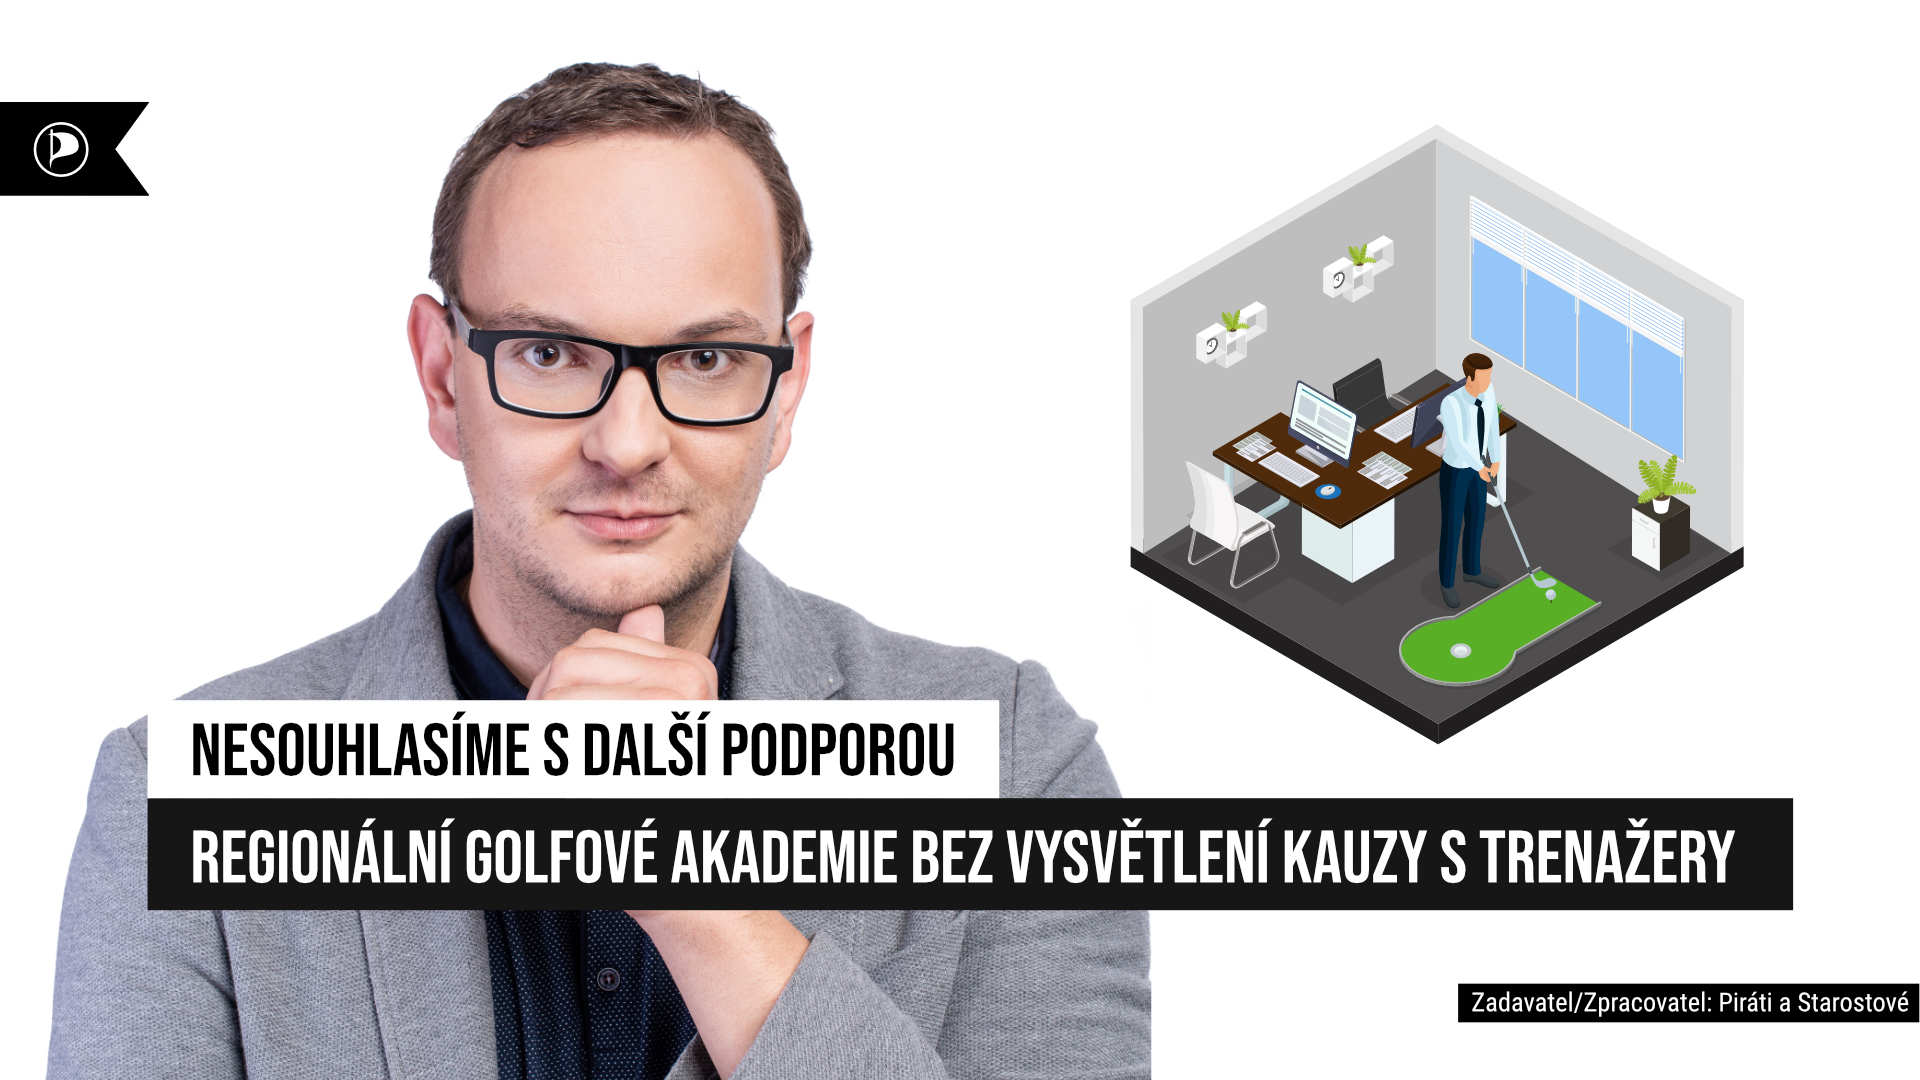 NESOUHLASÍME S DALŠÍ PODPOROU
REGIONÁLNÍ GOLFOVÉ AKADEMIE BEZ VYSVĚTLENÍ KAUZY S TRENAŽERY
Zadavatel/Zpracovatel: Piráti a Starostové